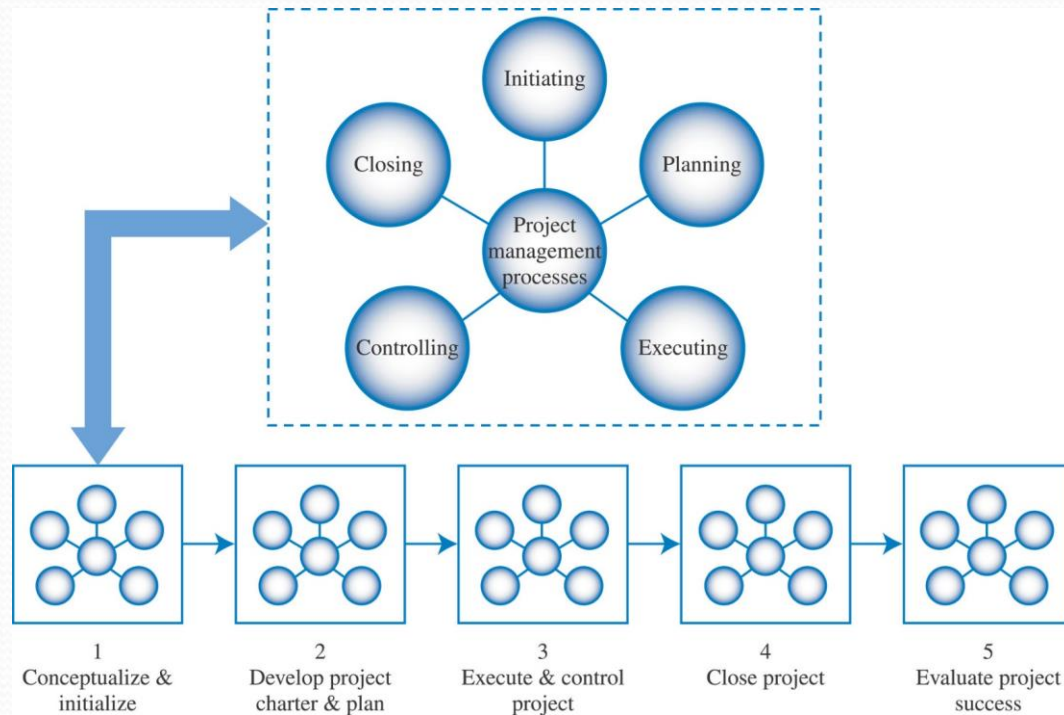 Initiating
Closing
Planning
Project
management
processes
Controlling
Executing
1
Conceptualize &
initialize
2
Develop project
charter & plan
3
Execute & control
project
4
Close project
5
Evaluate project
success